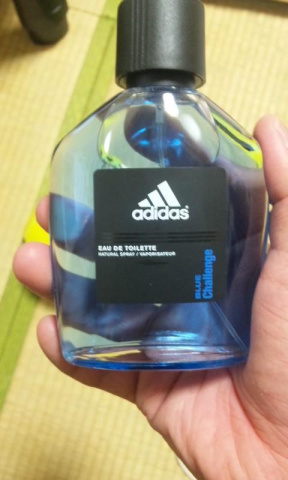 adidas
EAU DE TOILETTE
NATURAL SPRAY / VAPORISATEUR
BLUE
Challenge